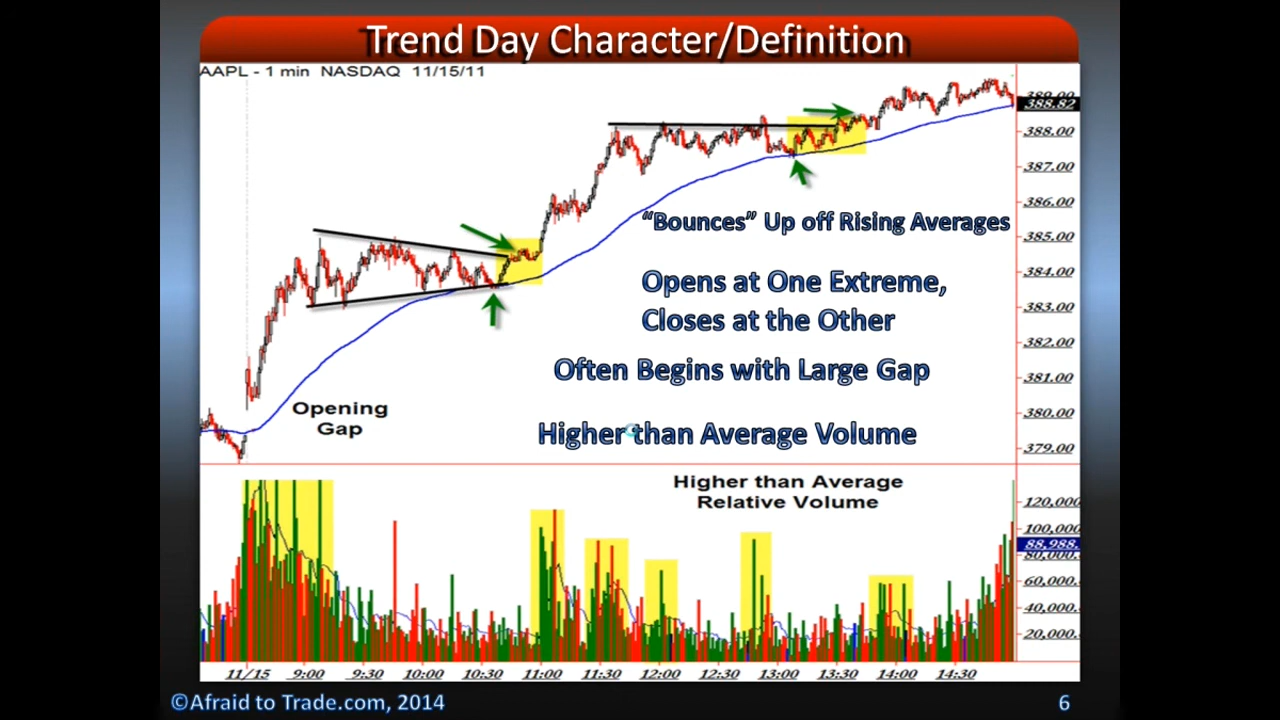 Trend Day Character/Definition
AAPL - 1 min NASDAQ 11/15/11
389.00
388.82
388.00
387.00
386.00
385.00
384.00
383.00
382.00
381.00
380.00
379.00
"Bounces" Up off Rising Averages
Opens at One Extreme,
Closes at the Other
Often Begins with Large Gap
Higher than Average Volume
Opening
Gap
Higher than Average
Relative Volume
120,000
100,000
88,988
80,000
60,000
40,000
20,000
11/15 9:00 9:30 10:00 10:30 11:00 11:30 12:00 12:30 13:00 13:30 14:00 14:30
©Afraid to Trade.com, 2014
6